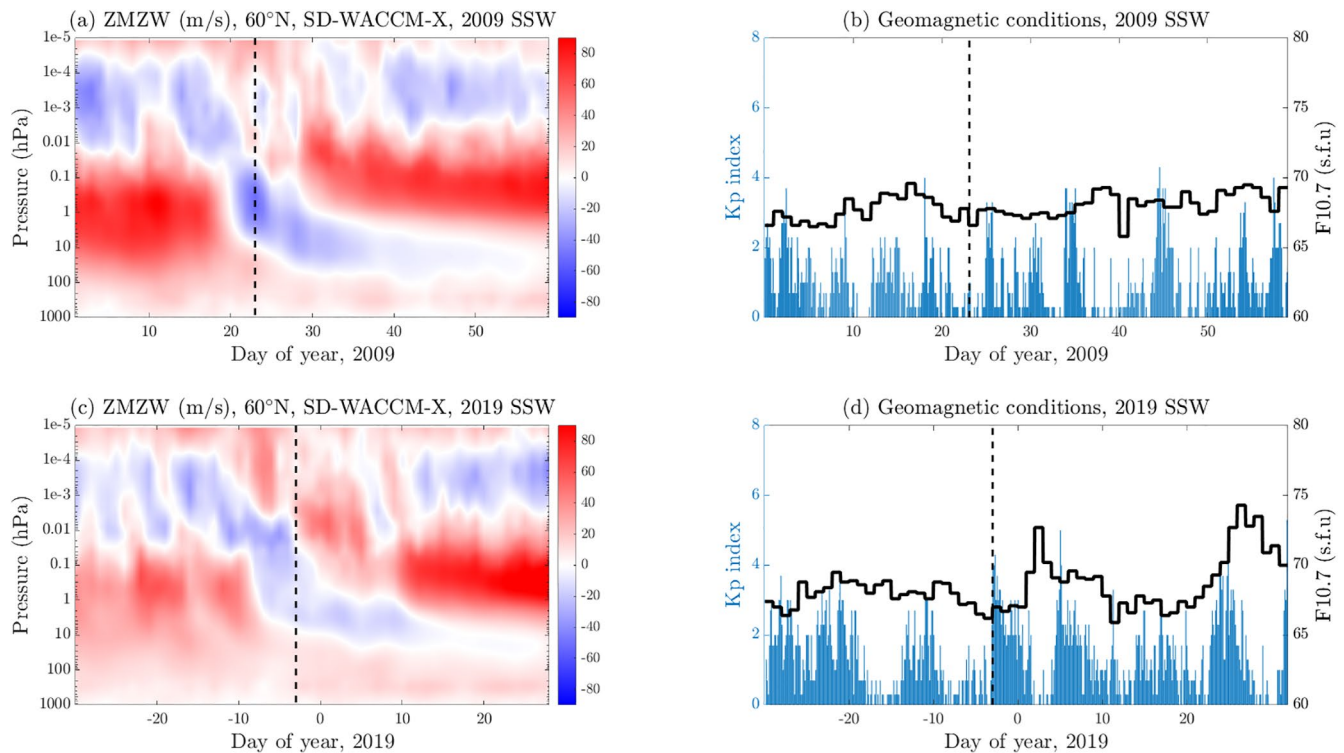 (a) ZMZW (m/s), 60°N, SD-WACCM-X, 2009 SSW
1e-5
1e-4
1e-3
0.01
0.1
1
10
100
1000
Pressure (hPa)
10 20 30 40 50
Day of year, 2009
80
60
40
20
0
-20
-40
-60
-80
(b) Geomagnetic conditions, 2009 SSW
8
6
4
2
0
Kp index
10 20 30 40 50
Day of year, 2009
80
75
70
65
60
F10.7 (s.f.u)
(c) ZMZW (m/s), 60°N, SD-WACCM-X, 2019 SSW
1e-5
1e-4
1e-3
0.01
0.1
1
10
100
1000
Pressure (hPa)
-20 -10 0 10 20
Day of year, 2019
80
60
40
20
0
-20
-40
-60
-80
(d) Geomagnetic conditions, 2019 SSW
8
6
4
2
0
Kp index
-20 -10 0 10 20
Day of year, 2019
80
75
70
65
60
F10.7 (s.f.u)